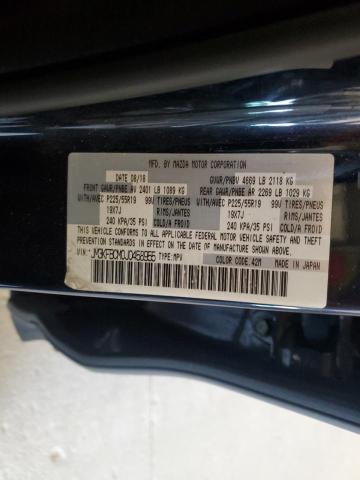 MFD. BY MAZDA MOTOR CORPORATION
DATE 08/18 GVWR/PNBV 4669 LB 2118 KG
FRONT GAWR/PNBE AV 2401 LB 1089 KG REAR GAWR/PNBE AR 2269 LB 1029 KG
WITH/AVEC P225/55R19 99V TIRES/PNEUS WITH/AVEC P225/55R19 99V TIRES/PNEUS
19X7J RIMS/JANTES 19X7J RIMS/JANTES
240 KPA/35 PSI COLD/A FROID 240 KPA/35 PSI COLD/A FROID
THIS VEHICLE CONFORMS TO ALL APPLICABLE FEDERAL MOTOR VEHICLE SAFETY, BUMPER, AND
THEFT PREVENTION STANDARDS IN EFFECT ON THE DATE OF MANUFACTURE SHOWN ABOVE.
VIN: JM3KFBCM0J0468966 TYPE:MPV COLOR CODE:42M MADE IN JAPAN